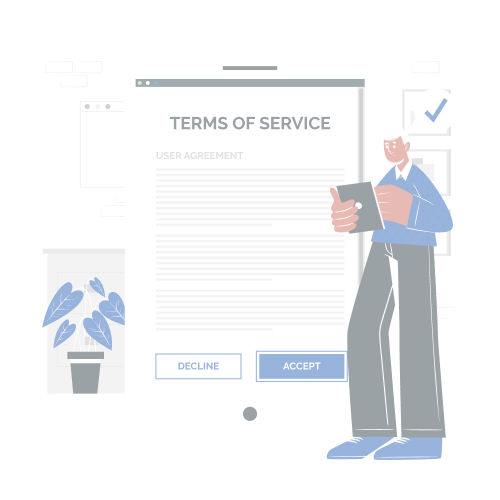 TERMS OF SERVICE
USER AGREEMENT
DECLINE
ACCEPT